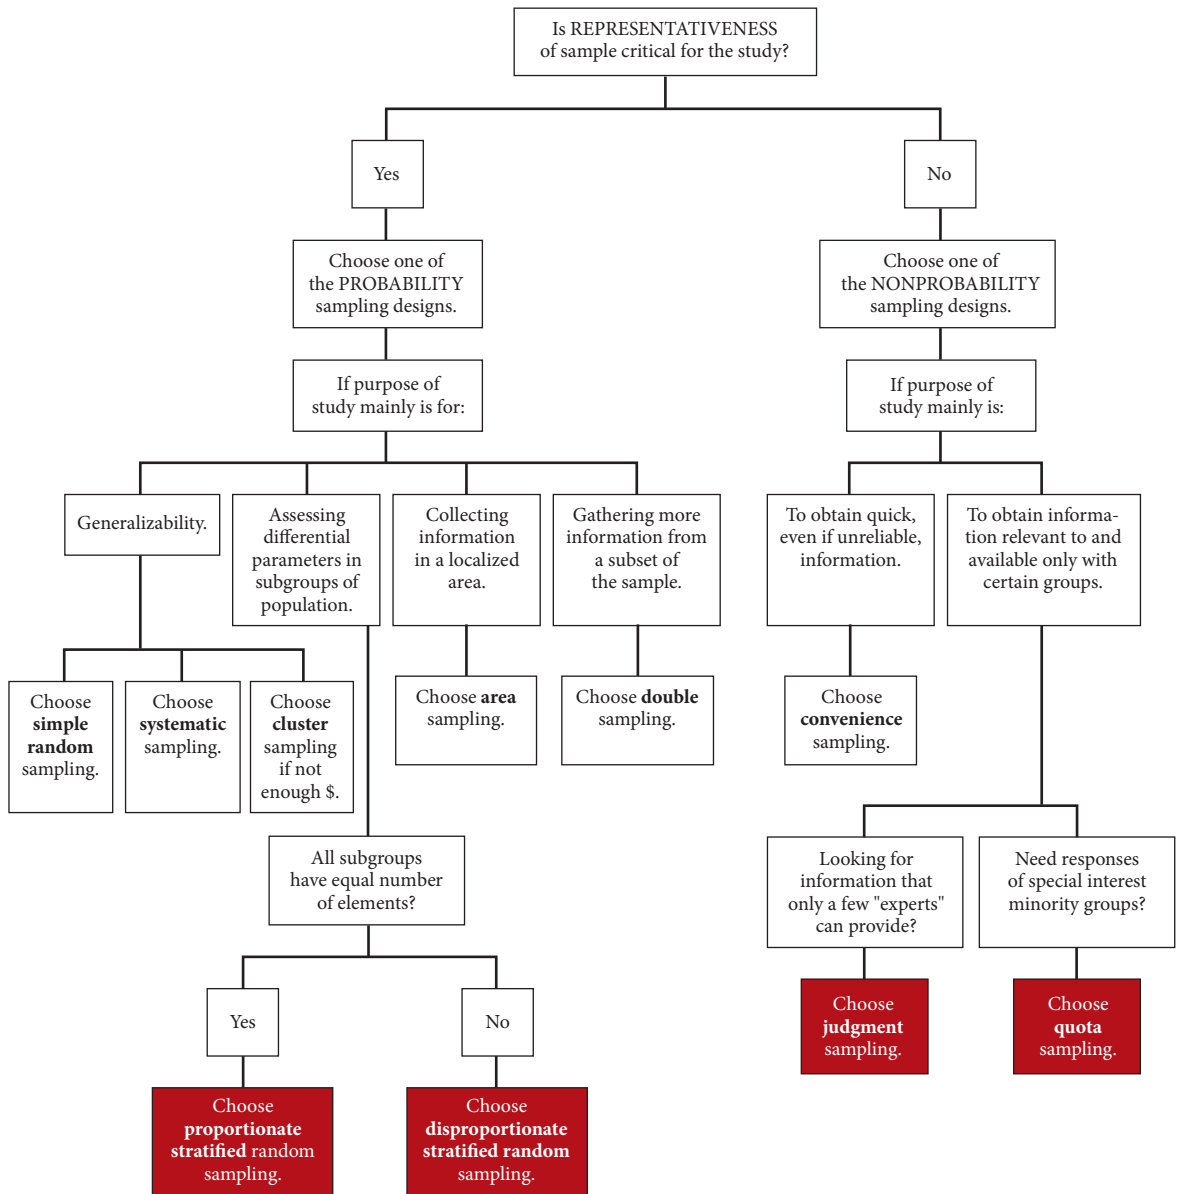 Is REPRESENTATIVENESS
of sample critical for the study?
Yes
No
Choose one of
the PROBABILITY
sampling designs.
Choose one of
the NONPROBABILITY
sampling designs.
If purpose of
study mainly is for:
If purpose of
study mainly is:
Generalizability.
Assessing
differential
parameters in
subgroups of
population.
Collecting
information
in a localized
area.
Gathering more
information from
a subset of
the sample.
To obtain quick,
even if unreliable,
information.
To obtain informa-
tion relevant to and
available only with
certain groups.
Choose
simple
random
sampling.
Choose
systematic
sampling.
Choose
cluster
sampling
if not
enough $.
Choose area
sampling.
Choose double
sampling.
Choose
convenience
sampling.
All subgroups
have equal number
of elements?
Looking for
information that
only a few "experts"
can provide?
Need responses
of special interest
minority groups?
Yes
No
Choose
judgment
sampling.
Choose
quota
sampling.
Choose
proportionate
stratified random
sampling.
Choose
disproportionate
stratified random
sampling.